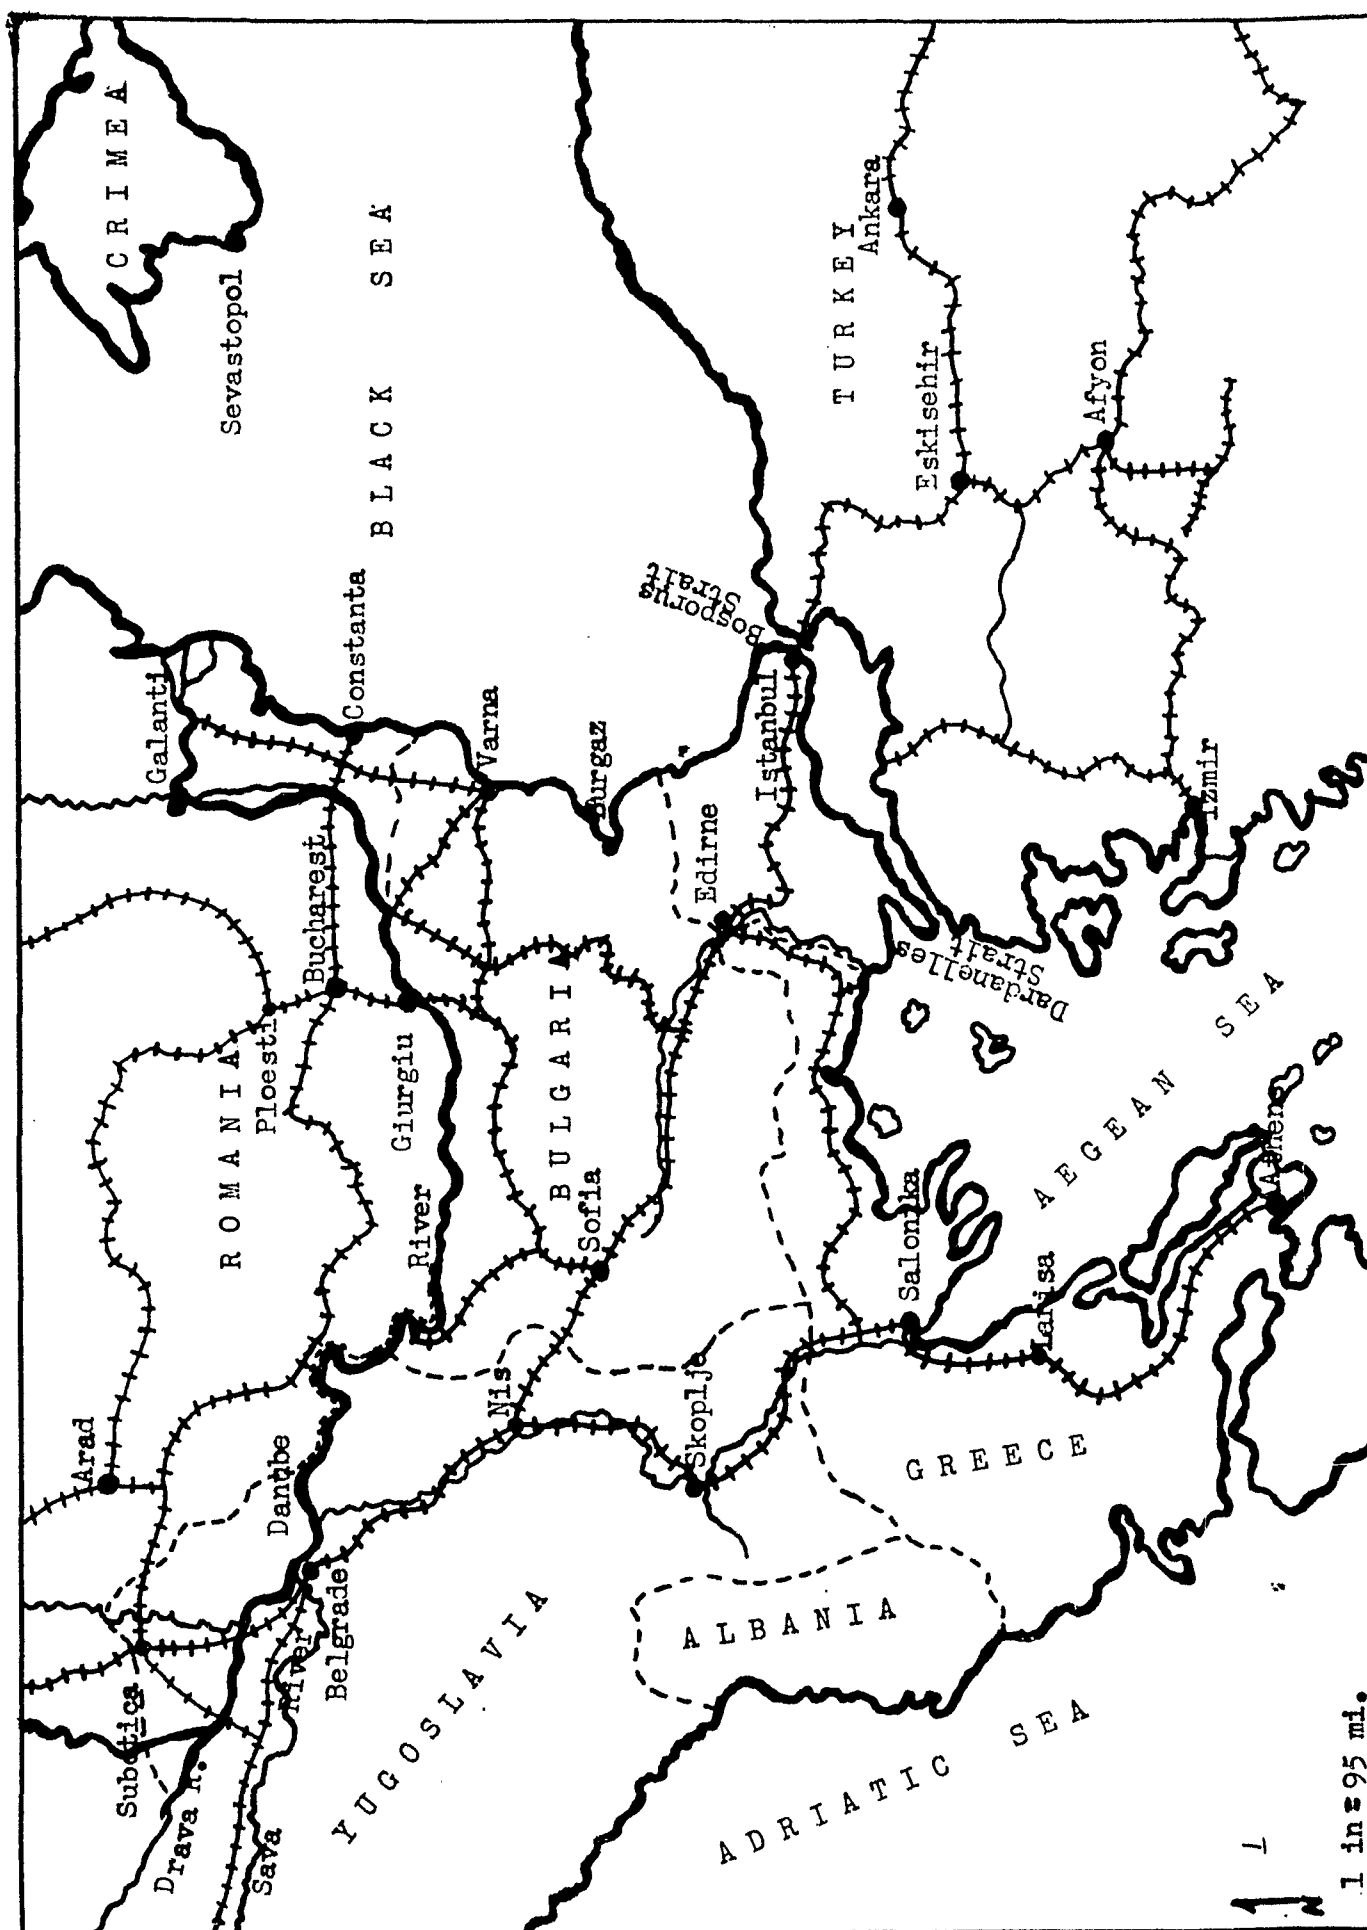 CRIMEA
Sevastopol
BLACK SEA
Galanti
Constanta
Varna
Burgaz
Bosporus
Strait
Istanbul
Edirne
TURKEY
Ankara
Eskisehir
Afyon
Izmir
Dardanelles
Strait
AEGEAN SEA
ROMANIA
Bucharest
Ploesti
Giurgiu
River
BULGARIA
Sofia
Arad
Danube
Nis
Skoplje
Salonika
Larisa
Athens
GREECE
Subotica
Drava R.
Sava
River
Belgrade
YUGOSLAVIA
ALBANIA
ADRIATIC SEA
N
1 in=95 mi.